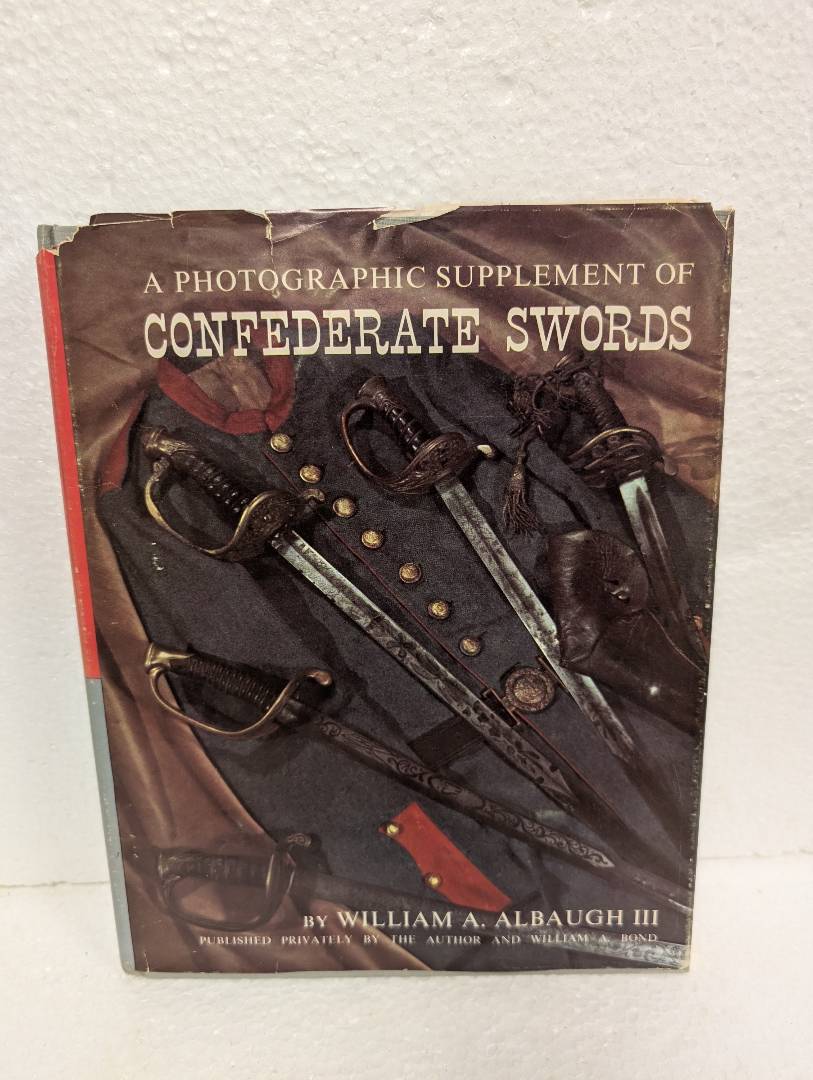 A PHOTOGRAPHIC SUPPLEMENT OF
CONFEDERATE SWORDS
BY WILLIAM A. ALBAUGH III
PUBLISHED PRIVATELY BY THE AUTHOR AND WILLIAM A. BOND